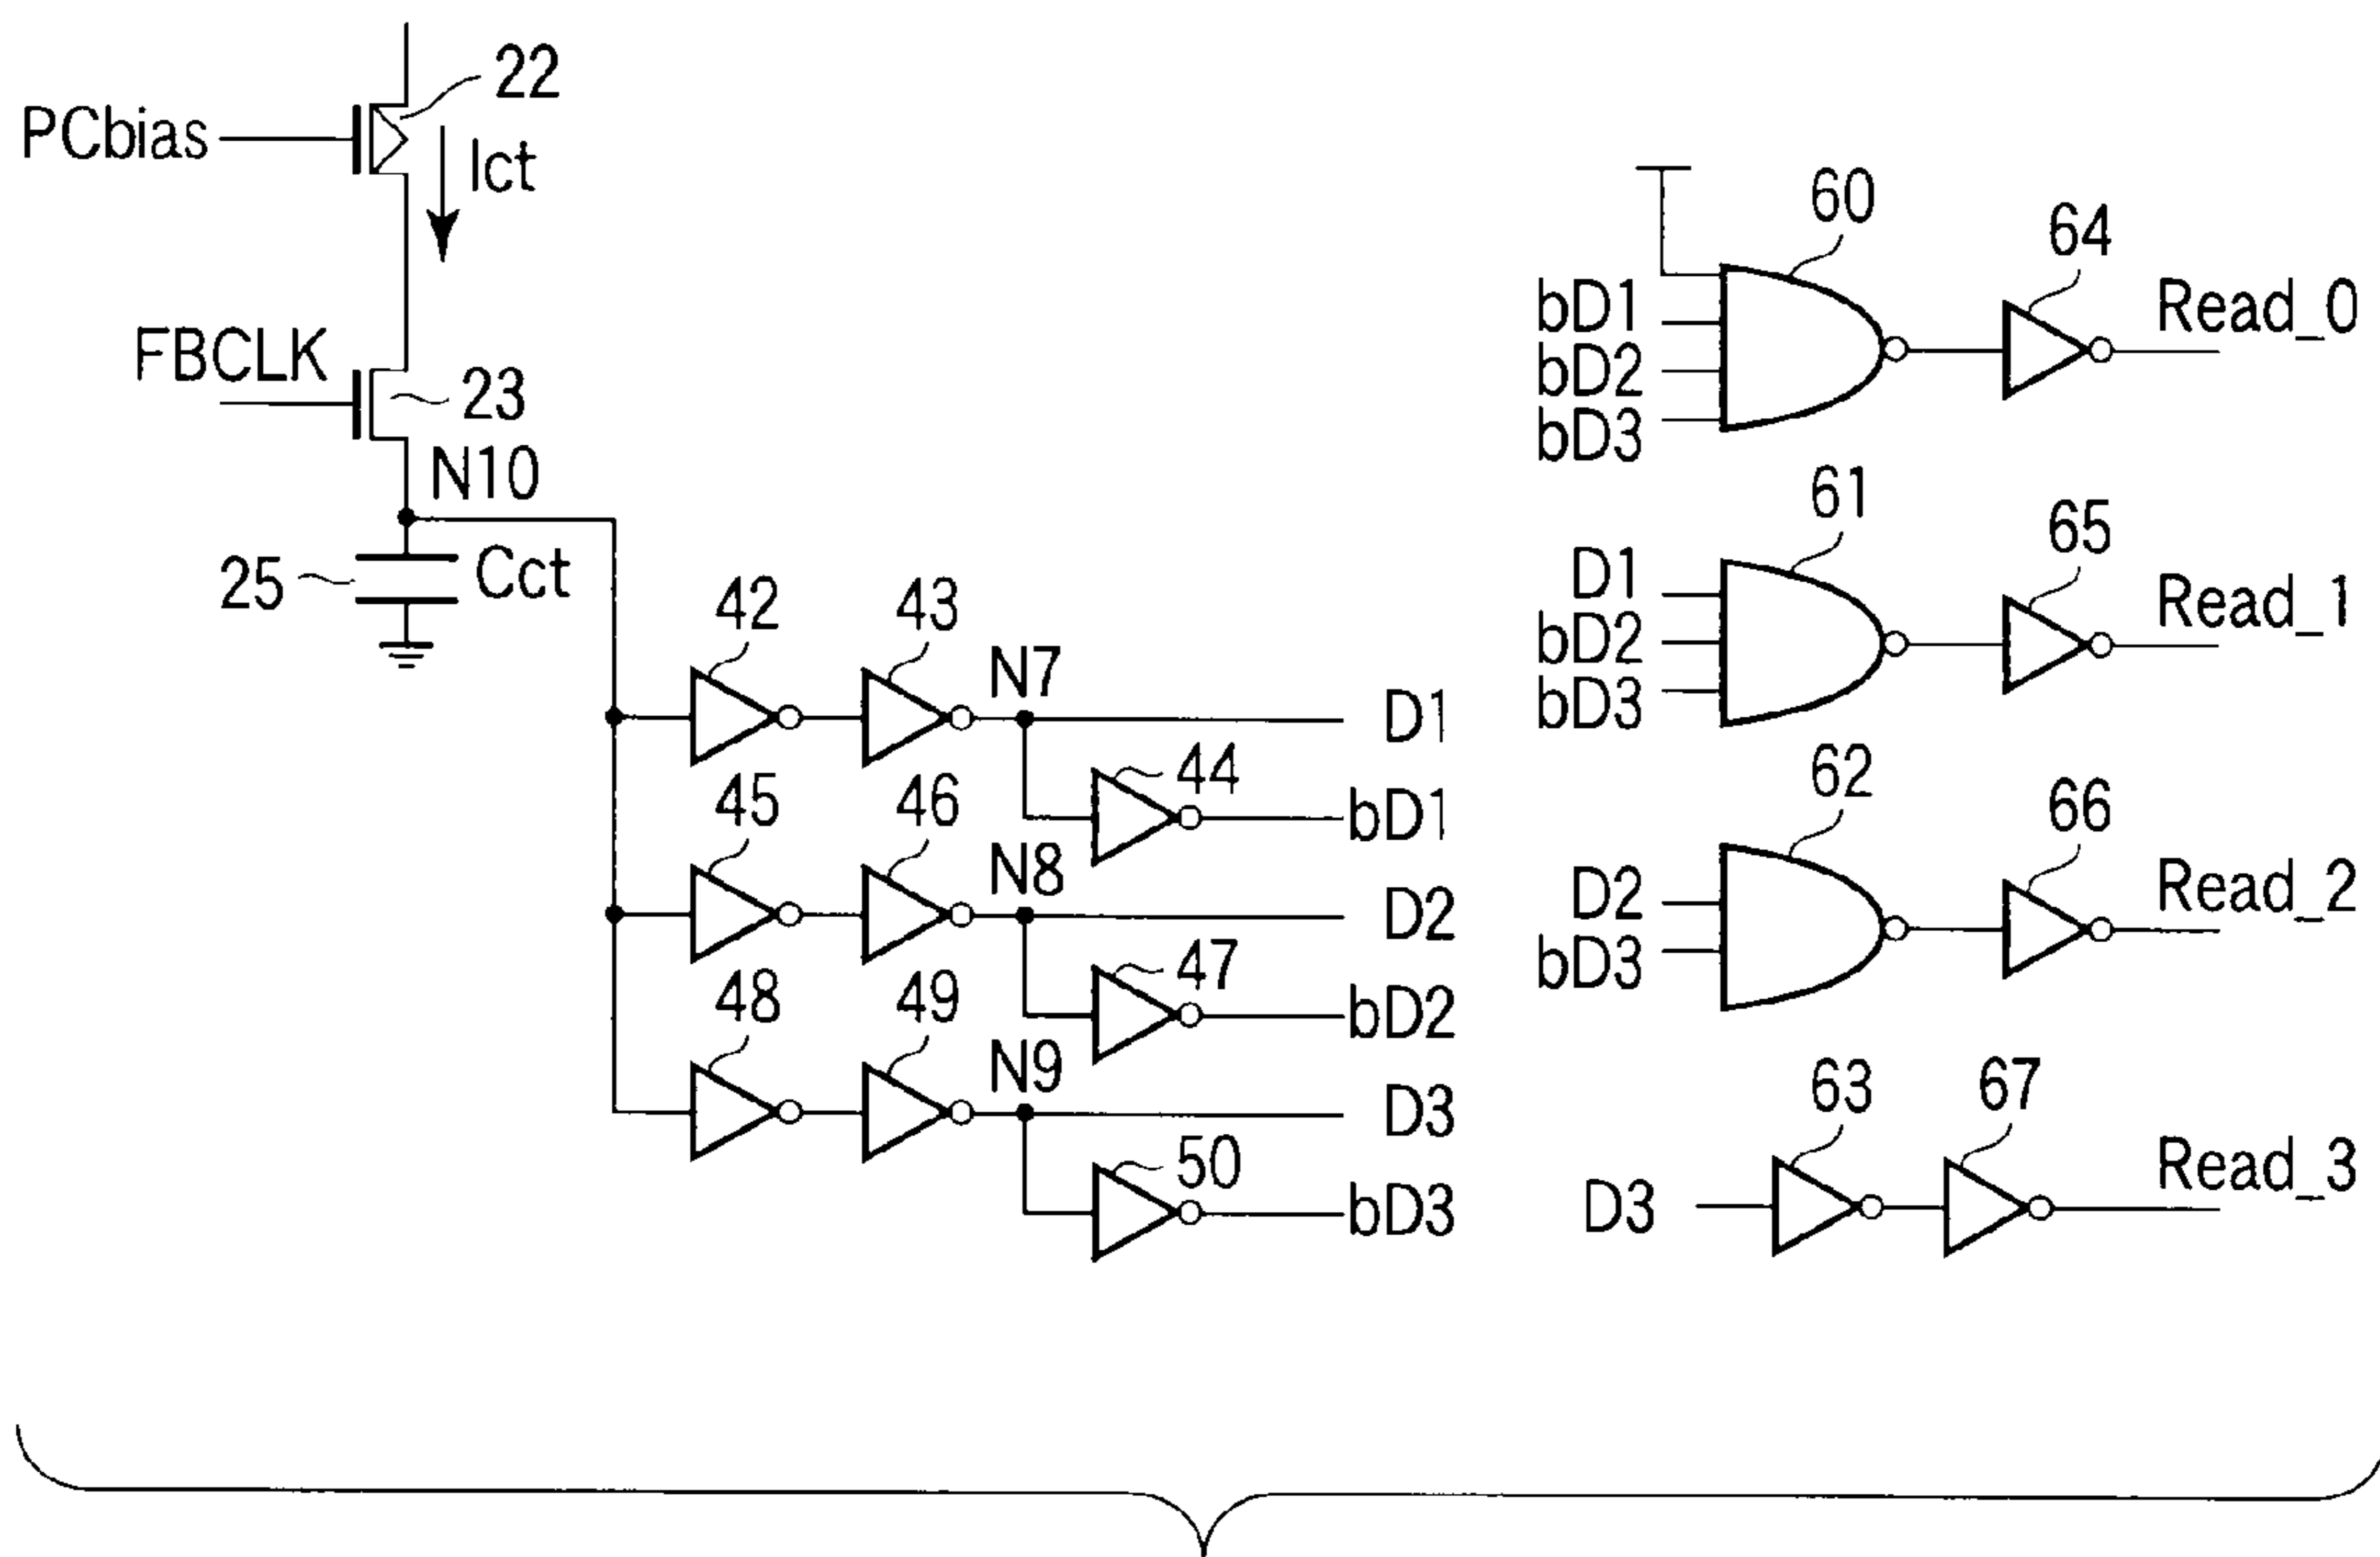 22
PCbias
Ict
FBCLK
23
N10
25
Cct
42
43
N7
D1
44
bD1
45
46
N8
D2
47
bD2
48
49
N9
D3
50
bD3
60
64
bD1
bD2
bD3
Read_0
61
65
D1
bD2
bD3
Read_1
62
66
D2
bD3
Read_2
63
67
D3
Read_3